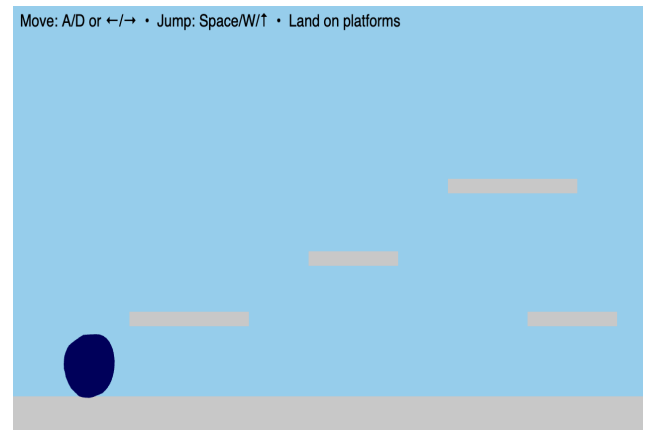 Move: A/D or ←/→ • Jump: Space/W/↑ • Land on platforms